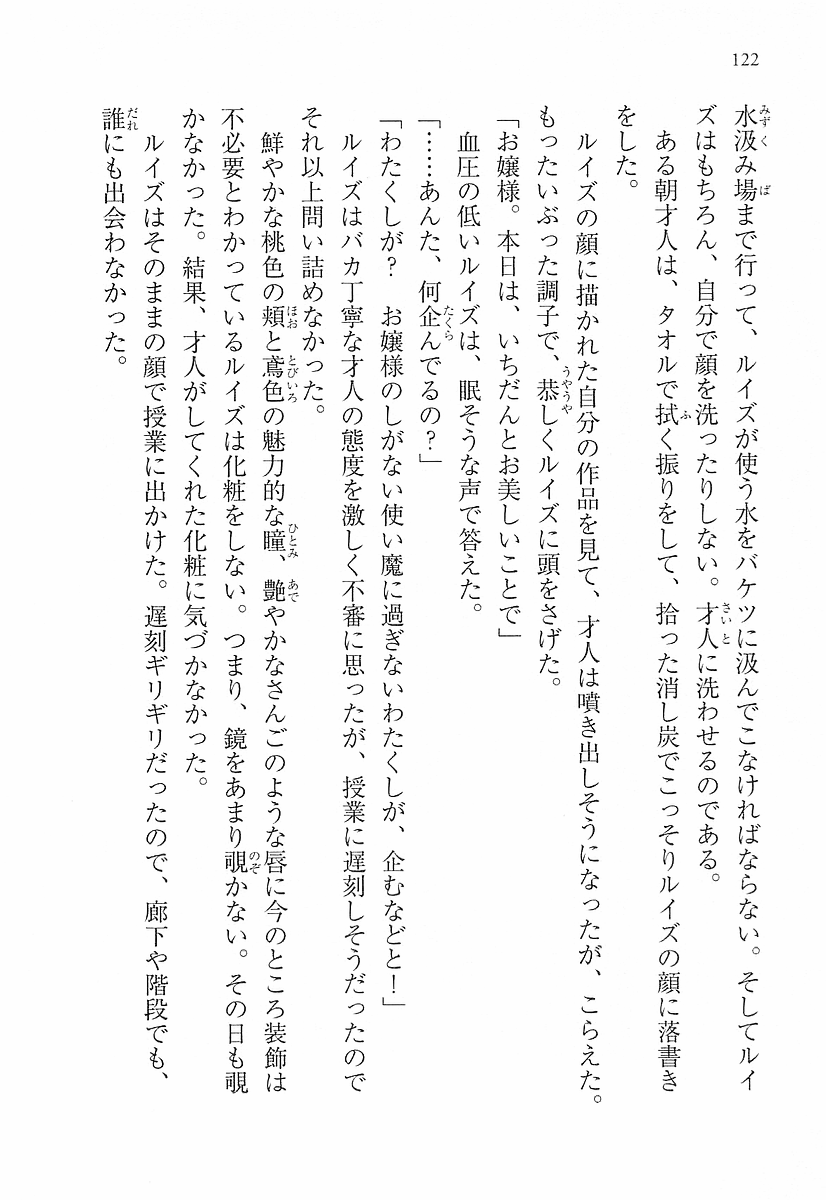 122
水汲み場まで行って、ルイズが使う水をバケツに汲んでこなければならない。そしてルイ
ズはもちろん、自分で顔を洗ったりしない。才人に洗わせるのである。
　ある朝才人は、タオルで拭く振りをして、拾った消し炭でこっそりルイズの顔に落書き
をした。
　ルイズの顔に描かれた自分の作品を見て、才人は噴き出しそうになったが、こらえた。
もったいぶった調子で、恭しくルイズに頭をさげた。
「お嬢様。本日は、いちだんとお美しいことで」
　血圧の低いルイズは、眠そうな声で答えた。
「……あんた、何企んでるの？」
「わたくしが？　お嬢様のしがない使い魔に過ぎないわたくしが、企むなどと！」
　ルイズはバカ丁寧な才人の態度を激しく不審に思ったが、授業に遅刻しそうだったので
それ以上問い詰めなかった。
　鮮やかな桃色の頬と鳶色の魅力的な瞳、艶やかなさんごのような唇に今のところ装飾は
不必要とわかっているルイズは化粧をしない。つまり、鏡をあまり覗かない。その日も覗
かなかった。結果、才人がしてくれた化粧に気づかなかった。
　ルイズはそのままの顔で授業に出かけた。遅刻ギリギリだったので、廊下や階段でも、
誰にも出会わなかった。